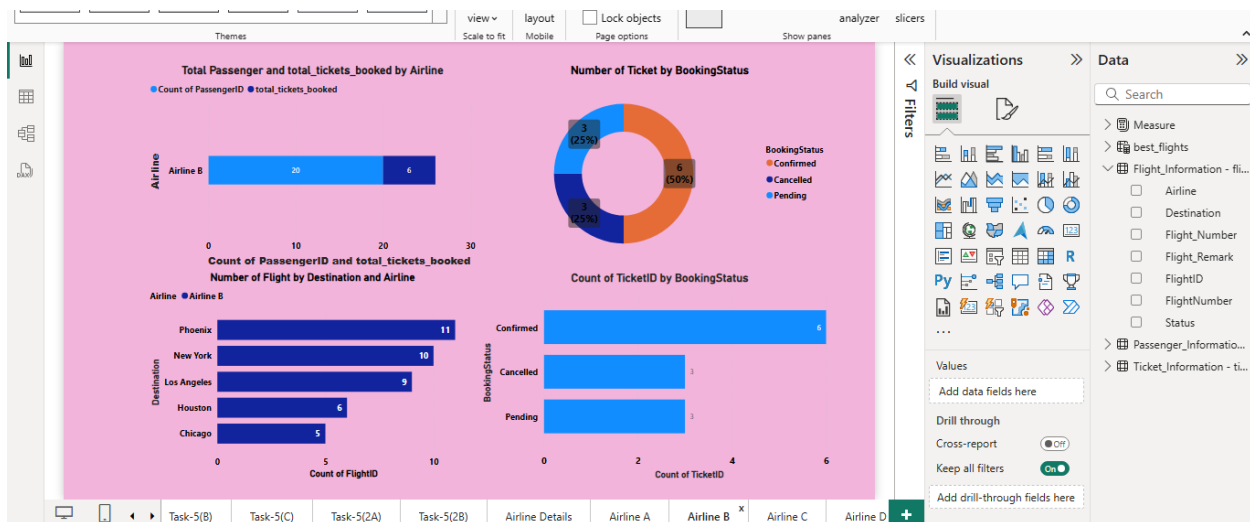 view
layout
Lock objects
analyzer
slicers
Themes
Scale to fit
Mobile
Page options
Show panes
Total Passenger and total_tickets_booked by Airline
Count of PassengerID total_tickets_booked
Airline
Airline B
20
6
0
10
20
30
Count of PassengerID and total_tickets_booked
Number of Ticket by BookingStatus
3
(25%)
3
(25%)
6
(50%)
BookingStatus
Confirmed
Cancelled
Pending
Number of Flight by Destination and Airline
Airline Airline B
Destination
Phoenix
11
New York
10
Los Angeles
9
Houston
6
Chicago
5
0
5
10
Count of FlightID
Count of TicketID by BookingStatus
BookingStatus
Confirmed
6
Cancelled
3
Pending
3
0
2
4
6
Count of TicketID
Filters
Visualizations
Build visual
123
R
Py
123
...
Values
Add data fields here
Drill through
Cross-report
Off
Keep all filters
On
Add drill-through fields here
Data
Search
Measure
best_flights
Flight_Information - fli...
Airline
Destination
Flight_Number
Flight_Remark
FlightID
FlightNumber
Status
Passenger_Informatio...
Ticket_Information - ti...
Task-5(B)
Task-5(C)
Task-5(2A)
Task-5(2B)
Airline Details
Airline A
Airline B
x
Airline C
Airline D
+